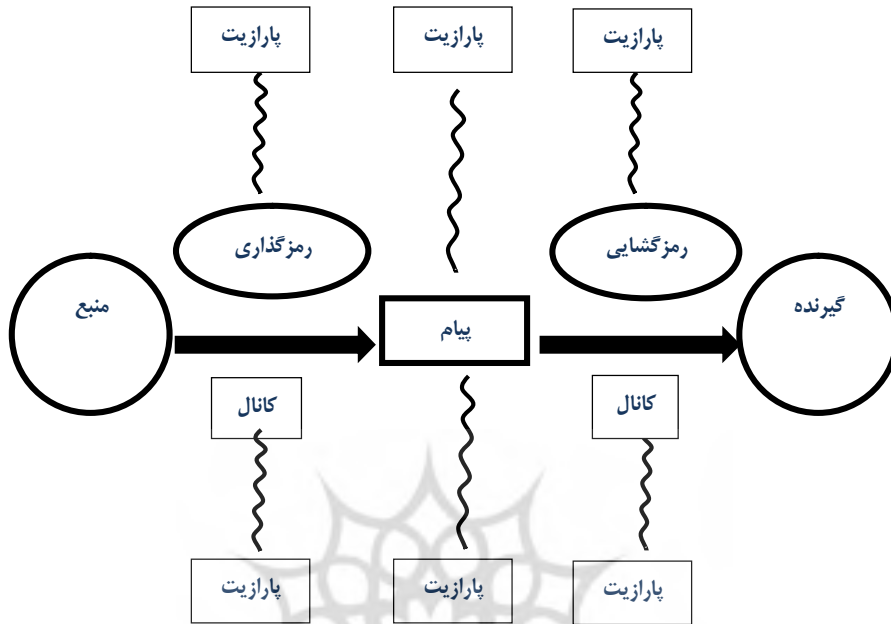 پارازیت
پارازیت
پارازیت
رمزگشایی
رمزگذاری
گیرنده
پیام
منبع
کانال
کانال
پارازیت
پارازیت
پارازیت